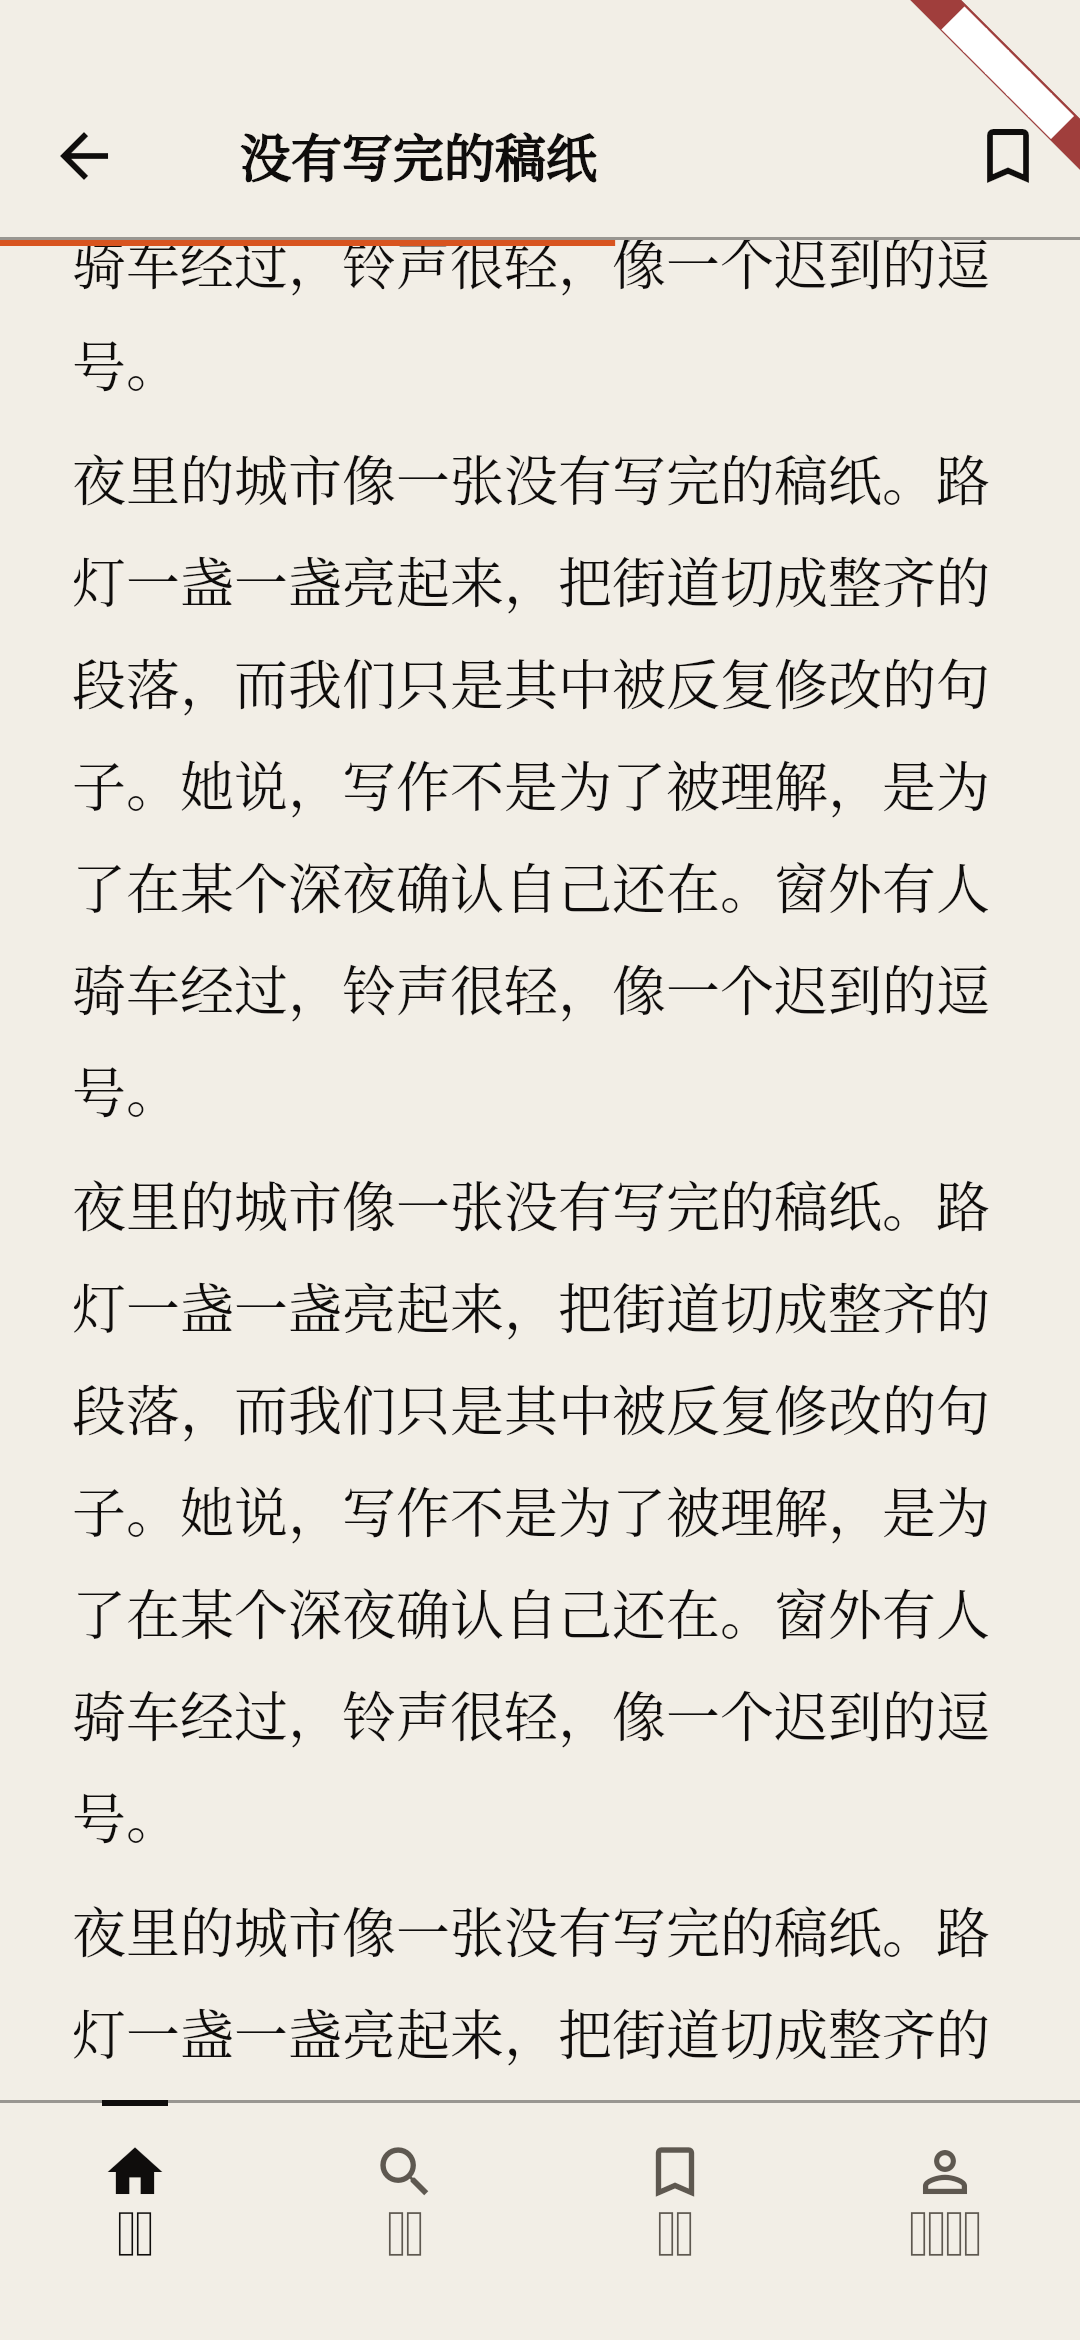 没有写完的稿纸
骑车经过，铃声很轻，像一个迟到的逗
号。
夜里的城市像一张没有写完的稿纸。路
灯一盏一盏亮起来，把街道切成整齐的
段落，而我们只是其中被反复修改的句
子。她说，写作不是为了被理解，是为
了在某个深夜确认自己还在。窗外有人
骑车经过，铃声很轻，像一个迟到的逗
号。
夜里的城市像一张没有写完的稿纸。路
灯一盏一盏亮起来，把街道切成整齐的
段落，而我们只是其中被反复修改的句
子。她说，写作不是为了被理解，是为
了在某个深夜确认自己还在。窗外有人
骑车经过，铃声很轻，像一个迟到的逗
号。
夜里的城市像一张没有写完的稿纸。路
灯一盏一盏亮起来，把街道切成整齐的